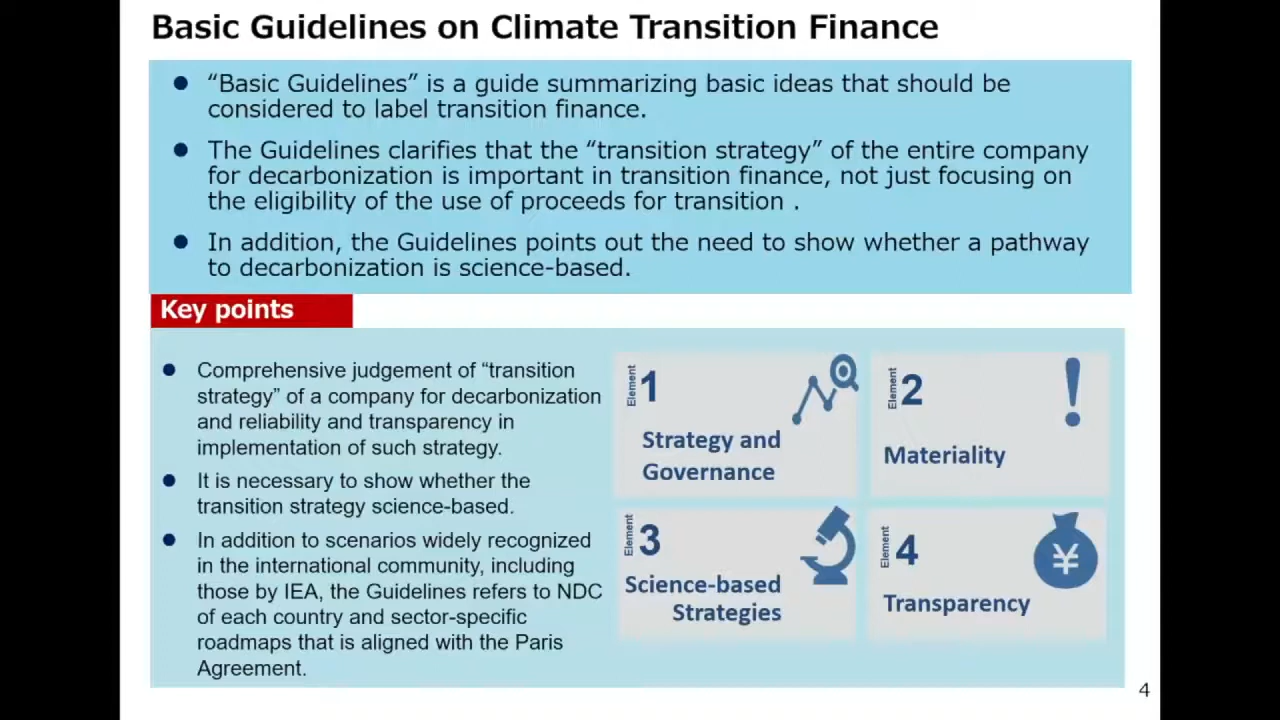 Basic Guidelines on Climate Transition Finance
● “Basic Guidelines” is a guide summarizing basic ideas that should be
considered to label transition finance.
● The Guidelines clarifies that the “transition strategy” of the entire company
for decarbonization is important in transition finance, not just focusing on
the eligibility of the use of proceeds for transition .
● In addition, the Guidelines points out the need to show whether a pathway
to decarbonization is science-based.
Key points
● Comprehensive judgement of “transition
strategy” of a company for decarbonization
and reliability and transparency in
implementation of such strategy.
● It is necessary to show whether the
transition strategy science-based.
● In addition to scenarios widely recognized
in the international community, including
those by IEA, the Guidelines refers to NDC
of each country and sector-specific
roadmaps that is aligned with the Paris
Agreement.
Element 1
Strategy and
Governance
Element 2
!
Materiality
Element 3
Science-based
Strategies
Element 4
¥
Transparency
4